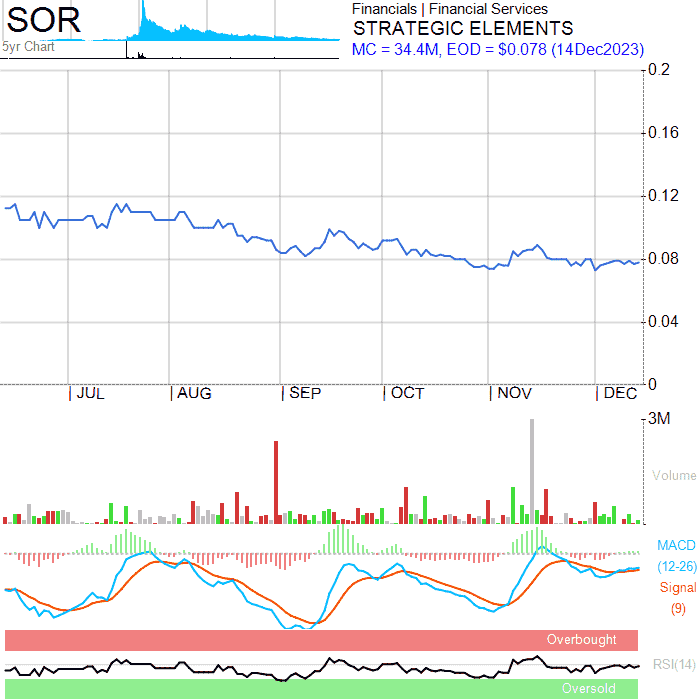 SOR
5yr Chart
Financials | Financial Services
STRATEGIC ELEMENTS
MC = 34.4M, EOD = $0.078 (14Dec2023)
0.2
0.16
0.12
0.08
0.04
0
| JUL | AUG | SEP | OCT | NOV | DEC
3M
Volume
MACD
(12-26)
Signal
(9)
Overbought
RSI(14)
Oversold